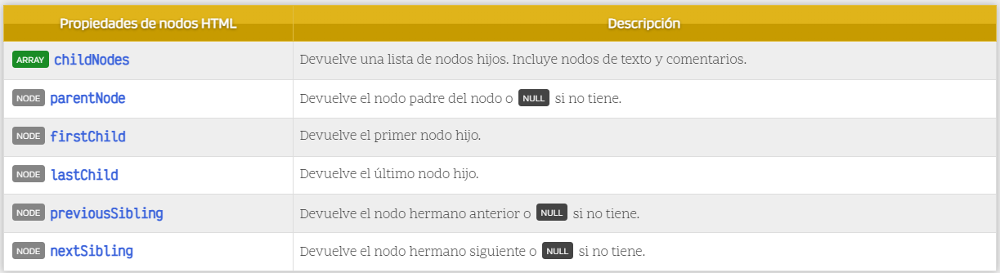 Propiedades de nodos HTML Descripción
ARRAY childNodes Devuelve una lista de nodos hijos. Incluye nodos de texto y comentarios.
NODE parentNode Devuelve el nodo padre del nodo o NULL si no tiene.
NODE firstChild Devuelve el primer nodo hijo.
NODE lastChild Devuelve el último nodo hijo.
NODE previousSibling Devuelve el nodo hermano anterior o NULL si no tiene.
NODE nextSibling Devuelve el nodo hermano siguiente o NULL si no tiene.